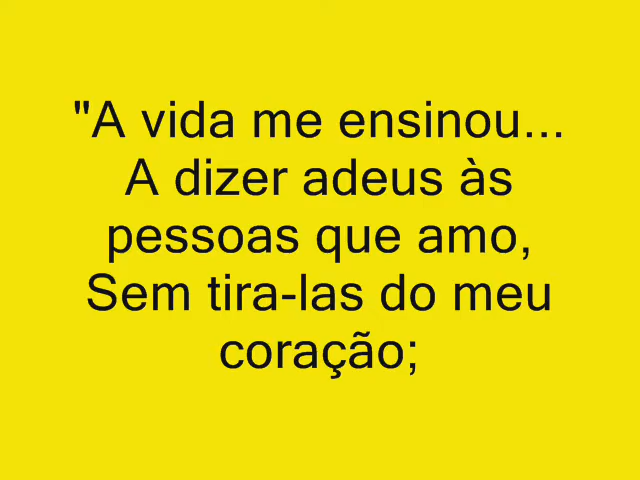 "A vida me ensinou...
A dizer adeus às
pessoas que amo,
Sem tira-las do meu
coração;